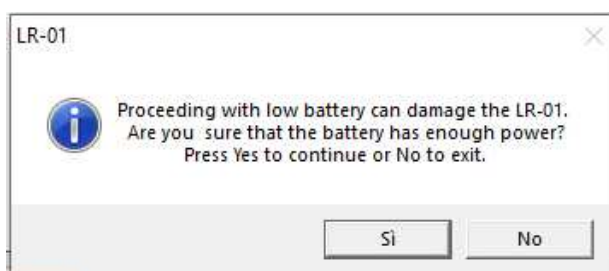 LR-01
Proceeding with low battery can damage the LR-01.
Are you  sure that the battery has enough power?
Press Yes to continue or No to exit.
Sì
No